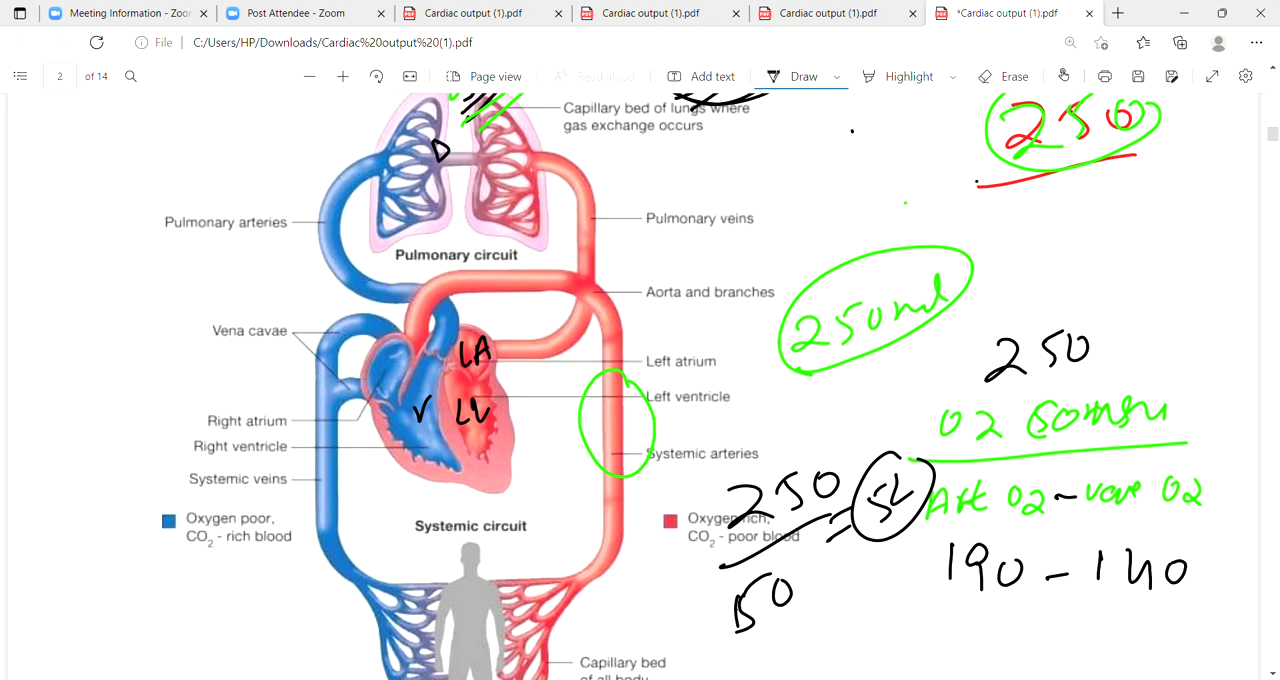 Meeting Information - Zoor
Post Attendee - Zoom
Cardiac output (1).pdf
Cardiac output (1).pdf
Cardiac output (1).pdf
*Cardiac output (1).pdf
File
C:/Users/HP/Downloads/Cardiac%20output%20(1).pdf
2 of 14
Page view
Read aloud
Add text
Draw
Highlight
Erase
Capillary bed of lungs where
gas exchange occurs
250
Pulmonary arteries
Pulmonary veins
Pulmonary circuit
Aorta and branches
250ml
Vena cavae
LA
250
Left atrium
Left ventricle
V
LV
Right atrium
Right ventricle
O2
Systemic arteries
Systemic veins
250
5L
Art O2 - O2
Oxygen poor,
CO2 - rich blood
Systemic circuit
Oxygen rich,
CO2 - poor blood
190 - 140
50
Capillary bed
of all body